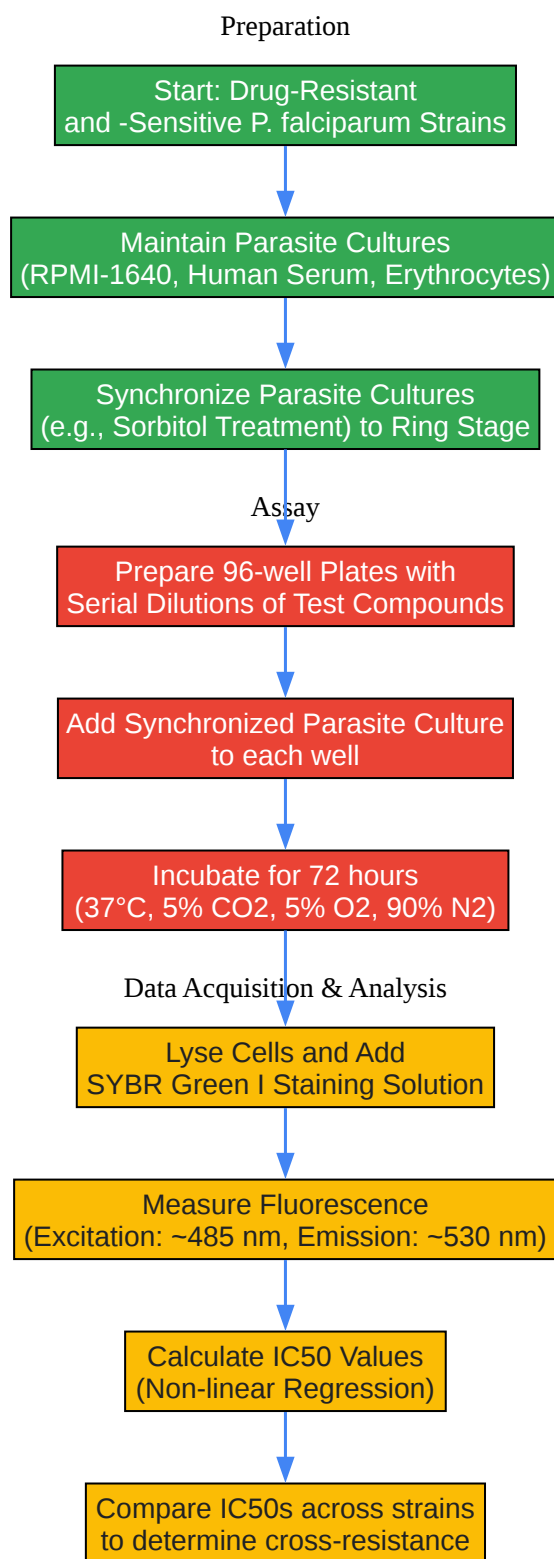 Preparation
Start: Drug-Resistant
and -Sensitive P. falciparum Strains
Maintain Parasite Cultures
(RPMI-1640, Human Serum, Erythrocytes)
Synchronize Parasite Cultures
(e.g., Sorbitol Treatment) to Ring Stage
Assay
Prepare 96-well Plates with
Serial Dilutions of Test Compounds
Add Synchronized Parasite Culture
to each well
Incubate for 72 hours
(37°C, 5% CO2, 5% O2, 90% N2)
Data Acquisition & Analysis
Lyse Cells and Add
SYBR Green I Staining Solution
Measure Fluorescence
(Excitation: ~485 nm, Emission: ~530 nm)
Calculate IC50 Values
(Non-linear Regression)
Compare IC50s across strains
to determine cross-resistance